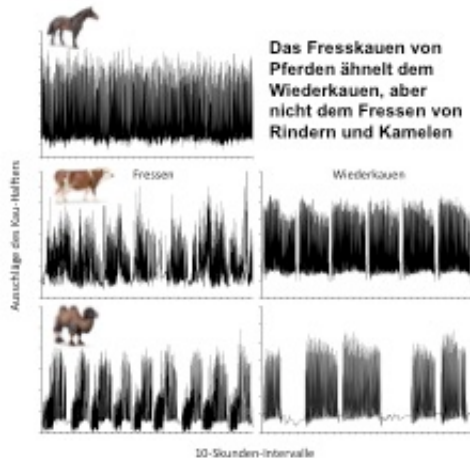 Das Fresskauen von
Pferden ähnelt dem
Wiederkauen, aber
nicht dem Fressen von
Rindern und Kamelen
Fressen
Wiederkauen
Ausschläge des Kau-Halfters
10-Skunden-Intervalle